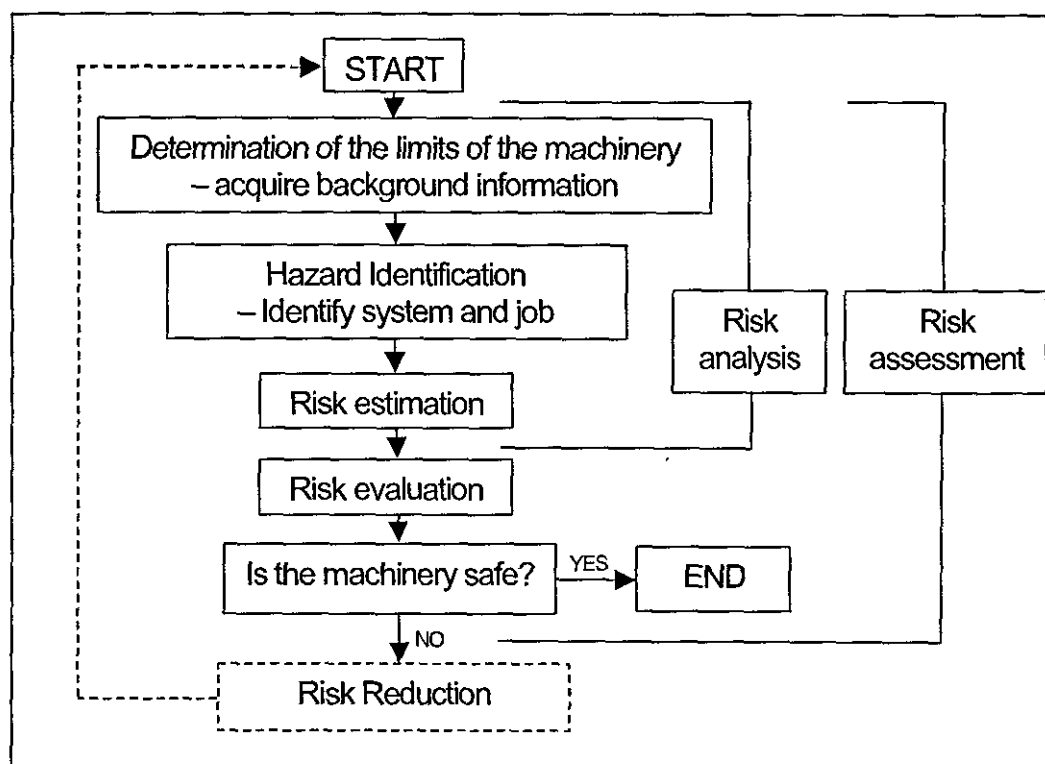 START
Determination of the limits of the machinery
– acquire background information
Hazard Identification
– Identify system and job
Risk
analysis
Risk
assessment
Risk estimation
Risk evaluation
Is the machinery safe?
YES
END
NO
Risk Reduction